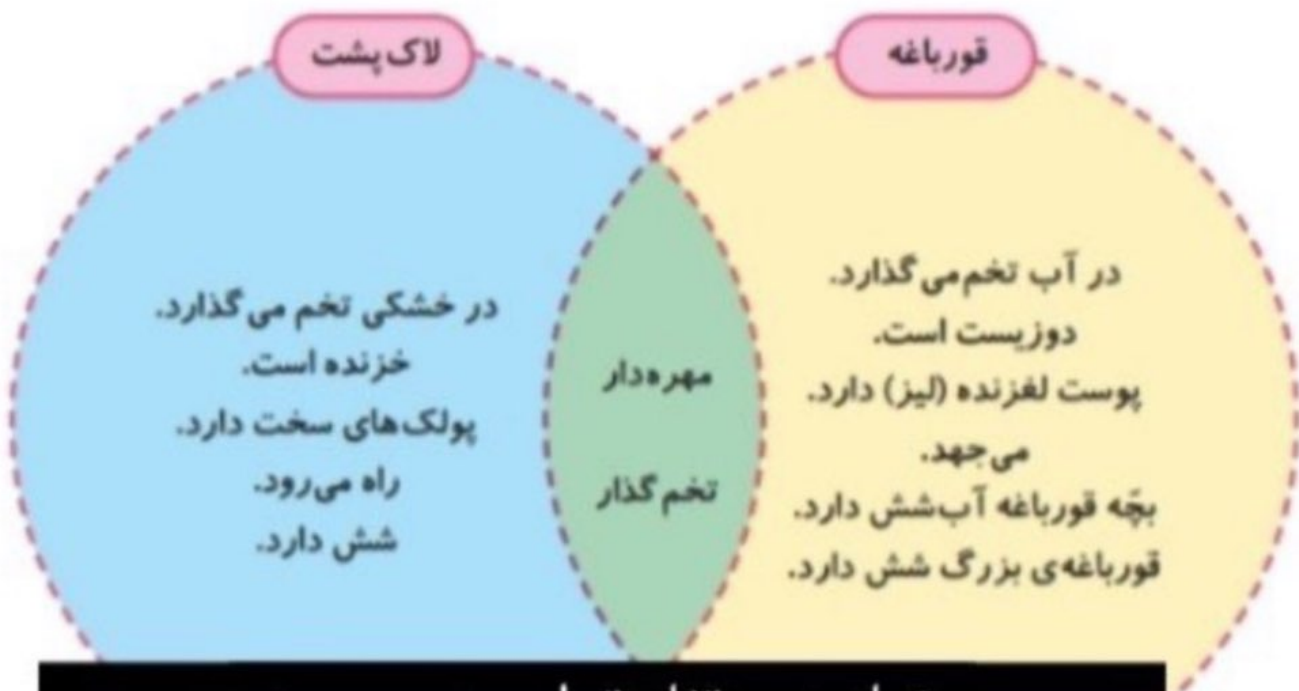 قورباغه
در آب تخم‌می‌گذارد.
دوزیست است.
پوست لغزنده (لیز) دارد.
می‌جهد.
بچّه قورباغه آب‌شش دارد.
قورباغه‌ی بزرگ شش دارد.
مهره‌دار
تخم‌گذار
لاک‌پشت
در خشکی تخم می‌گذارد.
خزنده است.
پولک‌های سخت دارد.
راه می‌رود.
شش دارد.